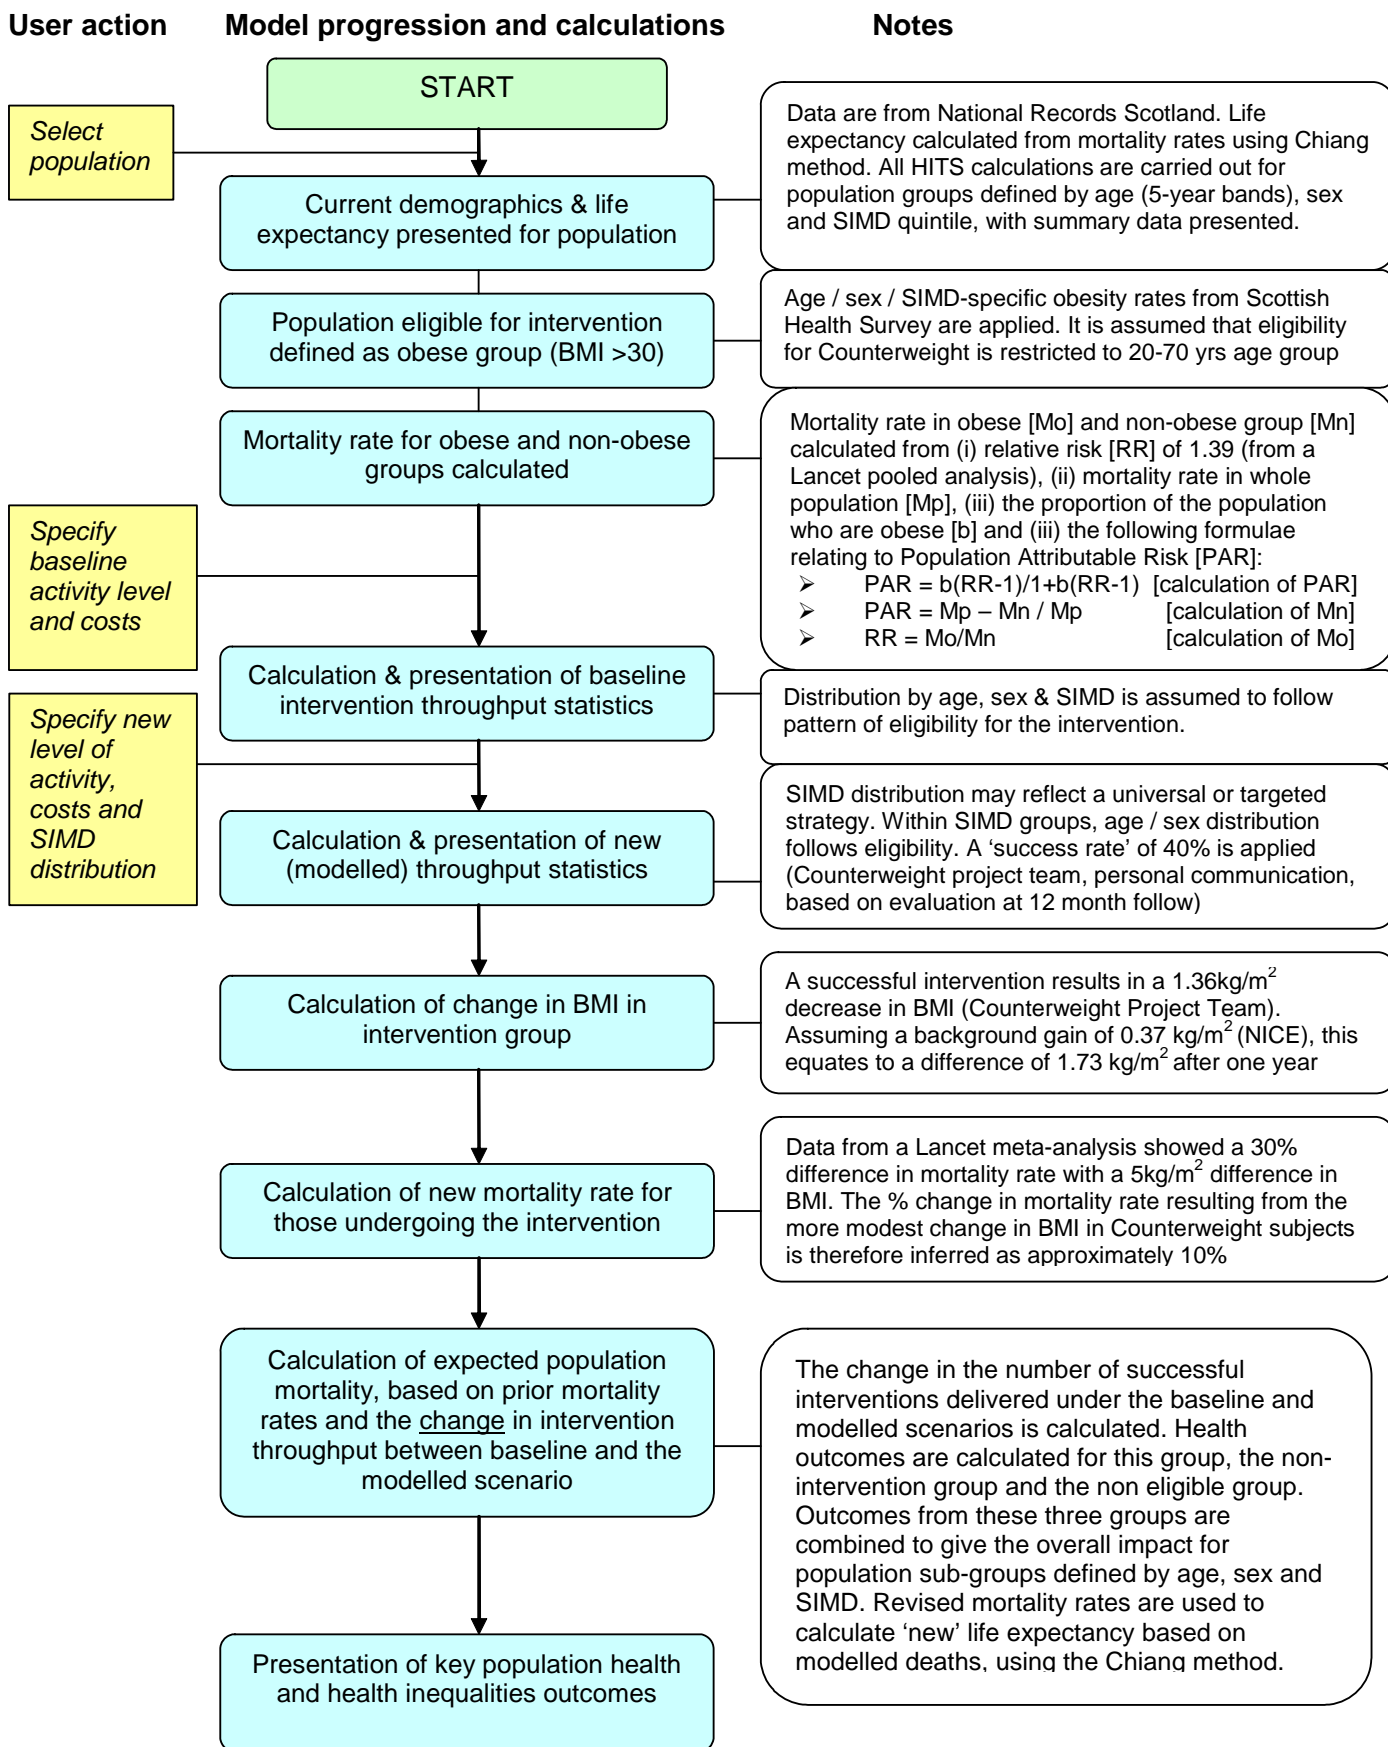 User action
Model progression and calculations
Notes
START
Select
population
Data are from National Records Scotland. Life
expectancy calculated from mortality rates using Chiang
method. All HITS calculations are carried out for
population groups defined by age (5-year bands), sex
and SIMD quintile, with summary data presented.
Current demographics & life
expectancy presented for population
Population eligible for intervention
defined as obese group (BMI >30)
Age / sex / SIMD-specific obesity rates from Scottish
Health Survey are applied. It is assumed that eligibility
for Counterweight is restricted to 20-70 yrs age group
Mortality rate for obese and non-obese
groups calculated
Mortality rate in obese [Mo] and non-obese group [Mn]
calculated from (i) relative risk [RR] of 1.39 (from a
Lancet pooled analysis), (ii) mortality rate in whole
population [Mp], (iii) the proportion of the population
who are obese [b] and (iii) the following formulae
relating to Population Attributable Risk [PAR]:
➢ PAR = b(RR-1)/1+b(RR-1) [calculation of PAR]
➢ PAR = Mp – Mn / Mp [calculation of Mn]
➢ RR = Mo/Mn [calculation of Mo]
Specify
baseline
activity level
and costs
Calculation & presentation of baseline
intervention throughput statistics
Distribution by age, sex & SIMD is assumed to follow
pattern of eligibility for the intervention.
Specify new
level of
activity,
costs and
SIMD
distribution
Calculation & presentation of new
(modelled) throughput statistics
SIMD distribution may reflect a universal or targeted
strategy. Within SIMD groups, age / sex distribution
follows eligibility. A ‘success rate’ of 40% is applied
(Counterweight project team, personal communication,
based on evaluation at 12 month follow)
Calculation of change in BMI in
intervention group
A successful intervention results in a 1.36kg/m²
decrease in BMI (Counterweight Project Team).
Assuming a background gain of 0.37 kg/m² (NICE), this
equates to a difference of 1.73 kg/m² after one year
Calculation of new mortality rate for
those undergoing the intervention
Data from a Lancet meta-analysis showed a 30%
difference in mortality rate with a 5kg/m² difference in
BMI. The % change in mortality rate resulting from the
more modest change in BMI in Counterweight subjects
is therefore inferred as approximately 10%
Calculation of expected population
mortality, based on prior mortality
rates and the change in intervention
throughput between baseline and the
modelled scenario
The change in the number of successful
interventions delivered under the baseline and
modelled scenarios is calculated. Health
outcomes are calculated for this group, the non-
intervention group and the non eligible group.
Outcomes from these three groups are
combined to give the overall impact for
population sub-groups defined by age, sex and
SIMD. Revised mortality rates are used to
calculate ‘new’ life expectancy based on
modelled deaths, using the Chiang method.
Presentation of key population health
and health inequalities outcomes